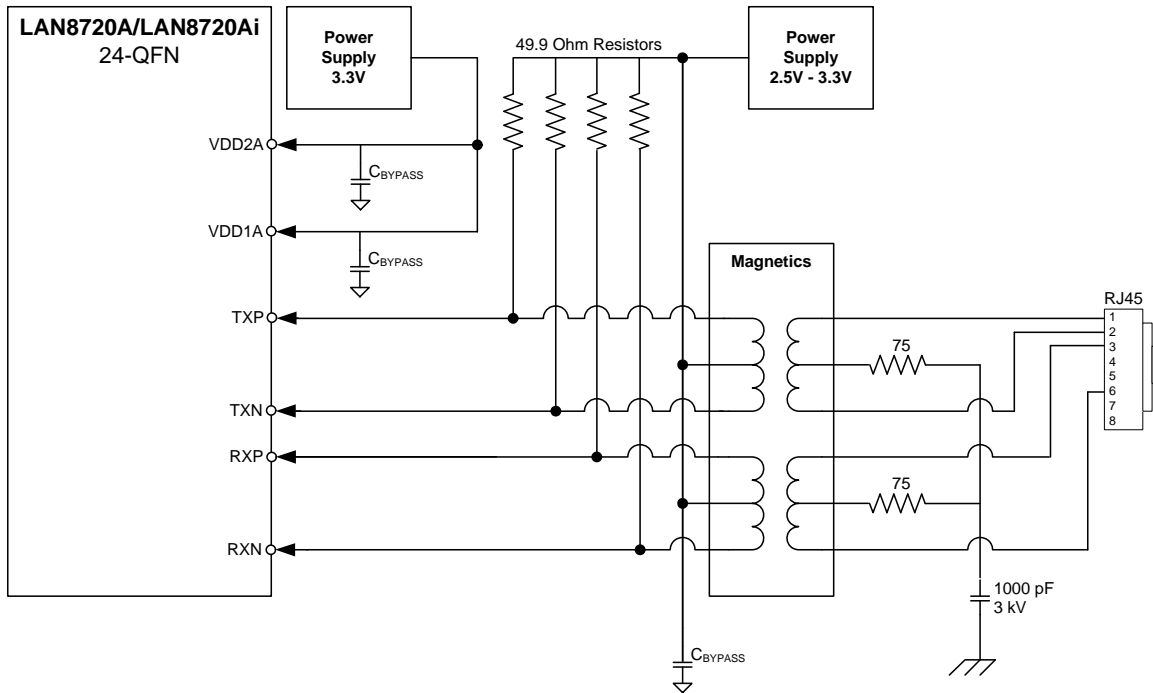 LAN8720A/LAN8720Ai
24-QFN
Power
Supply
3.3V
49.9 Ohm Resistors
Power
Supply
2.5V - 3.3V
VDD2A
CBYPASS
VDD1A
CBYPASS
Magnetics
TXP
RJ45
1
2
3
4
5
6
7
8
75
TXN
RXP
75
RXN
1000 pF
3 kV
CBYPASS